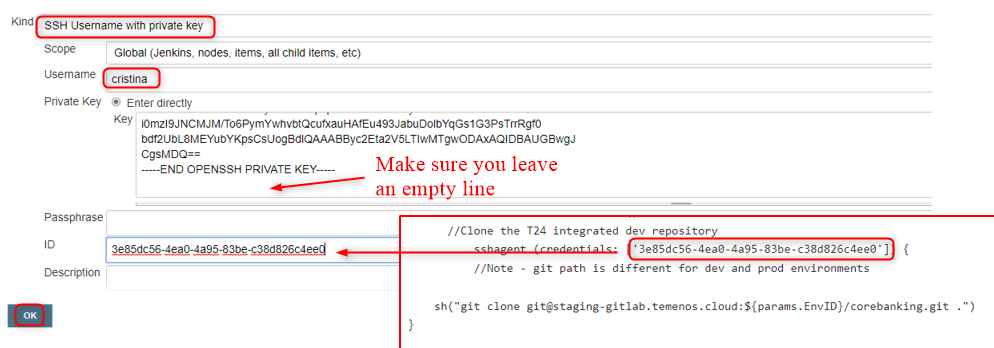 Kind
SSH Username with private key
Scope
Global (Jenkins, nodes, items, all child items, etc)
Username
cristina
Private Key
Enter directly
Key
i0mzI9JNCMJM/To6PymYwhvbtQcufxauHAfEu493JabuDolbYqGs1G3PsTrrRgf0
bdf2UbL8MEYubYKpsCsUogBdlQAAABByc2Eta2V5LTIwMTgwODAxAQIDBAUGBwgJ
CgsMDQ==
-----END OPENSSH PRIVATE KEY-----
Make sure you leave
an empty line
Passphrase
ID
3e85dc56-4ea0-4a95-83be-c38d826c4ee0
Description
OK
//Clone the T24 integrated dev repository
sshagent (credentials: ['3e85dc56-4ea0-4a95-83be-c38d826c4ee0']) {
//Note - git path is different for dev and prod environments
sh("git clone git@staging-gitlab.temenos.cloud:${params.EnvID}/corebanking.git .")
}